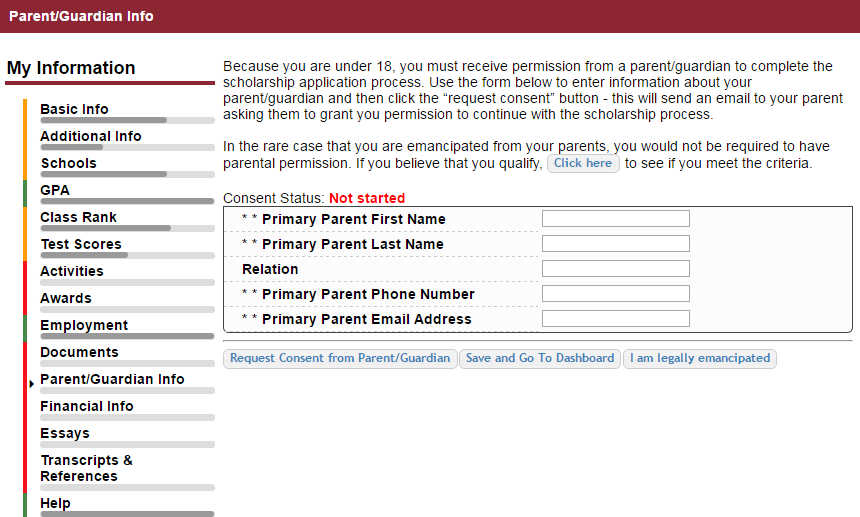 Parent/Guardian Info
My Information
Basic Info
Additional Info
Schools
GPA
Class Rank
Test Scores
Activities
Awards
Employment
Documents
Parent/Guardian Info
Financial Info
Essays
Transcripts &
References
Help
Because you are under 18, you must receive permission from a parent/guardian to complete the
scholarship application process. Use the form below to enter information about your
parent/guardian and then click the “request consent” button - this will send an email to your parent
asking them to grant you permission to continue with the scholarship process.
In the rare case that you are emancipated from your parents, you would not be required to have
parental permission. If you believe that you qualify, Click here to see if you meet the criteria.
Consent Status: Not started
* * Primary Parent First Name
* * Primary Parent Last Name
Relation
* * Primary Parent Phone Number
* * Primary Parent Email Address
Request Consent from Parent/Guardian Save and Go To Dashboard I am legally emancipated